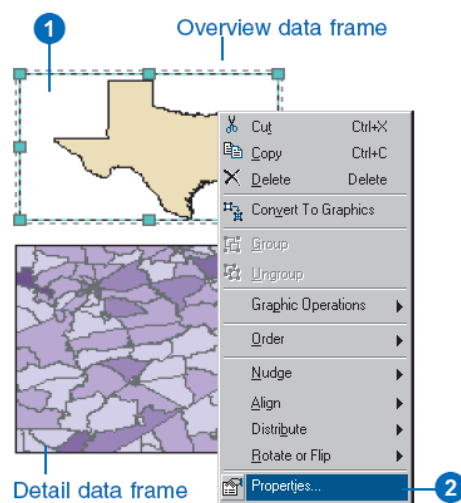 1
Overview data frame
Cut Ctrl+X
Copy Ctrl+C
Delete Delete
Convert To Graphics
Group
Ungroup
Graphic Operations
Order
Nudge
Align
Distribute
Rotate or Flip
Properties...
2
Detail data frame